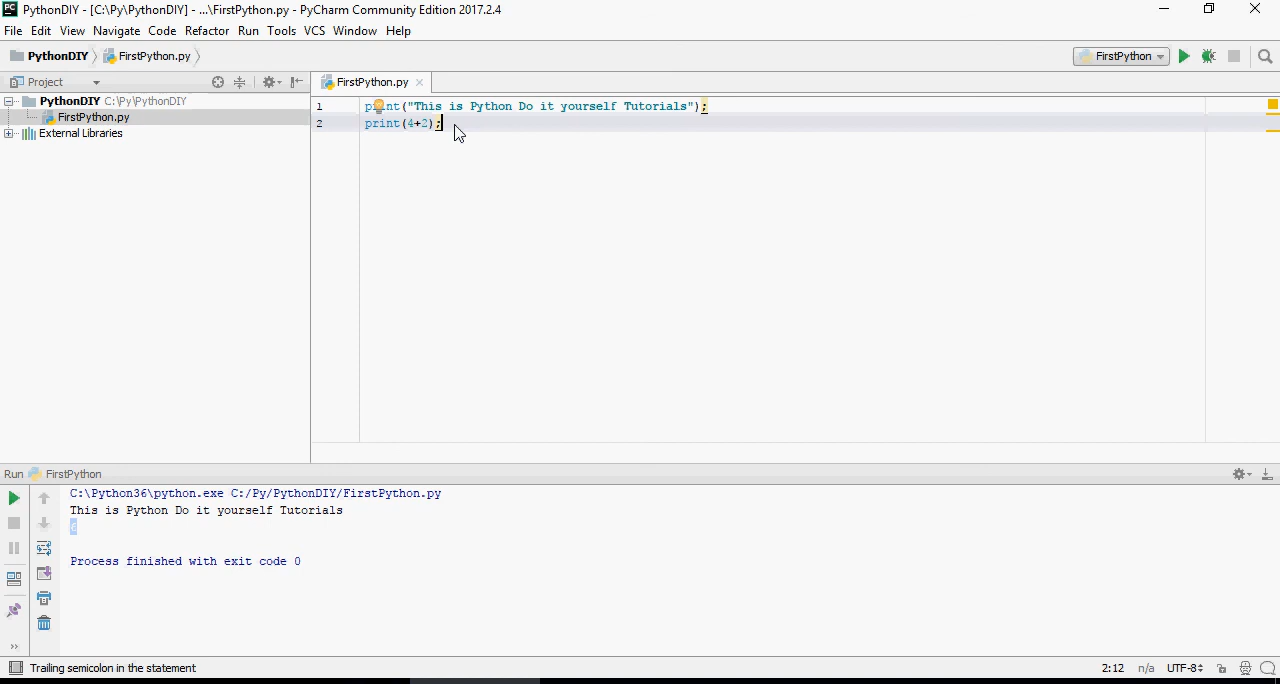 PythonDIY - [C:\Py\PythonDIY] - ...\FirstPython.py - PyCharm Community Edition 2017.2.4
File Edit View Navigate Code Refactor Run Tools VCS Window Help
PythonDIY FirstPython.py FirstPython
Project FirstPython.py
PythonDIY C:\Py\PythonDIY
FirstPython.py
External Libraries
1 print("This is Python Do it yourself Tutorials");
2 print(4+2);
Run FirstPython
C:\Python36\python.exe C:/Py/PythonDIY/FirstPython.py
This is Python Do it yourself Tutorials
6
Process finished with exit code 0
Trailing semicolon in the statement 2:12 n/a UTF-8